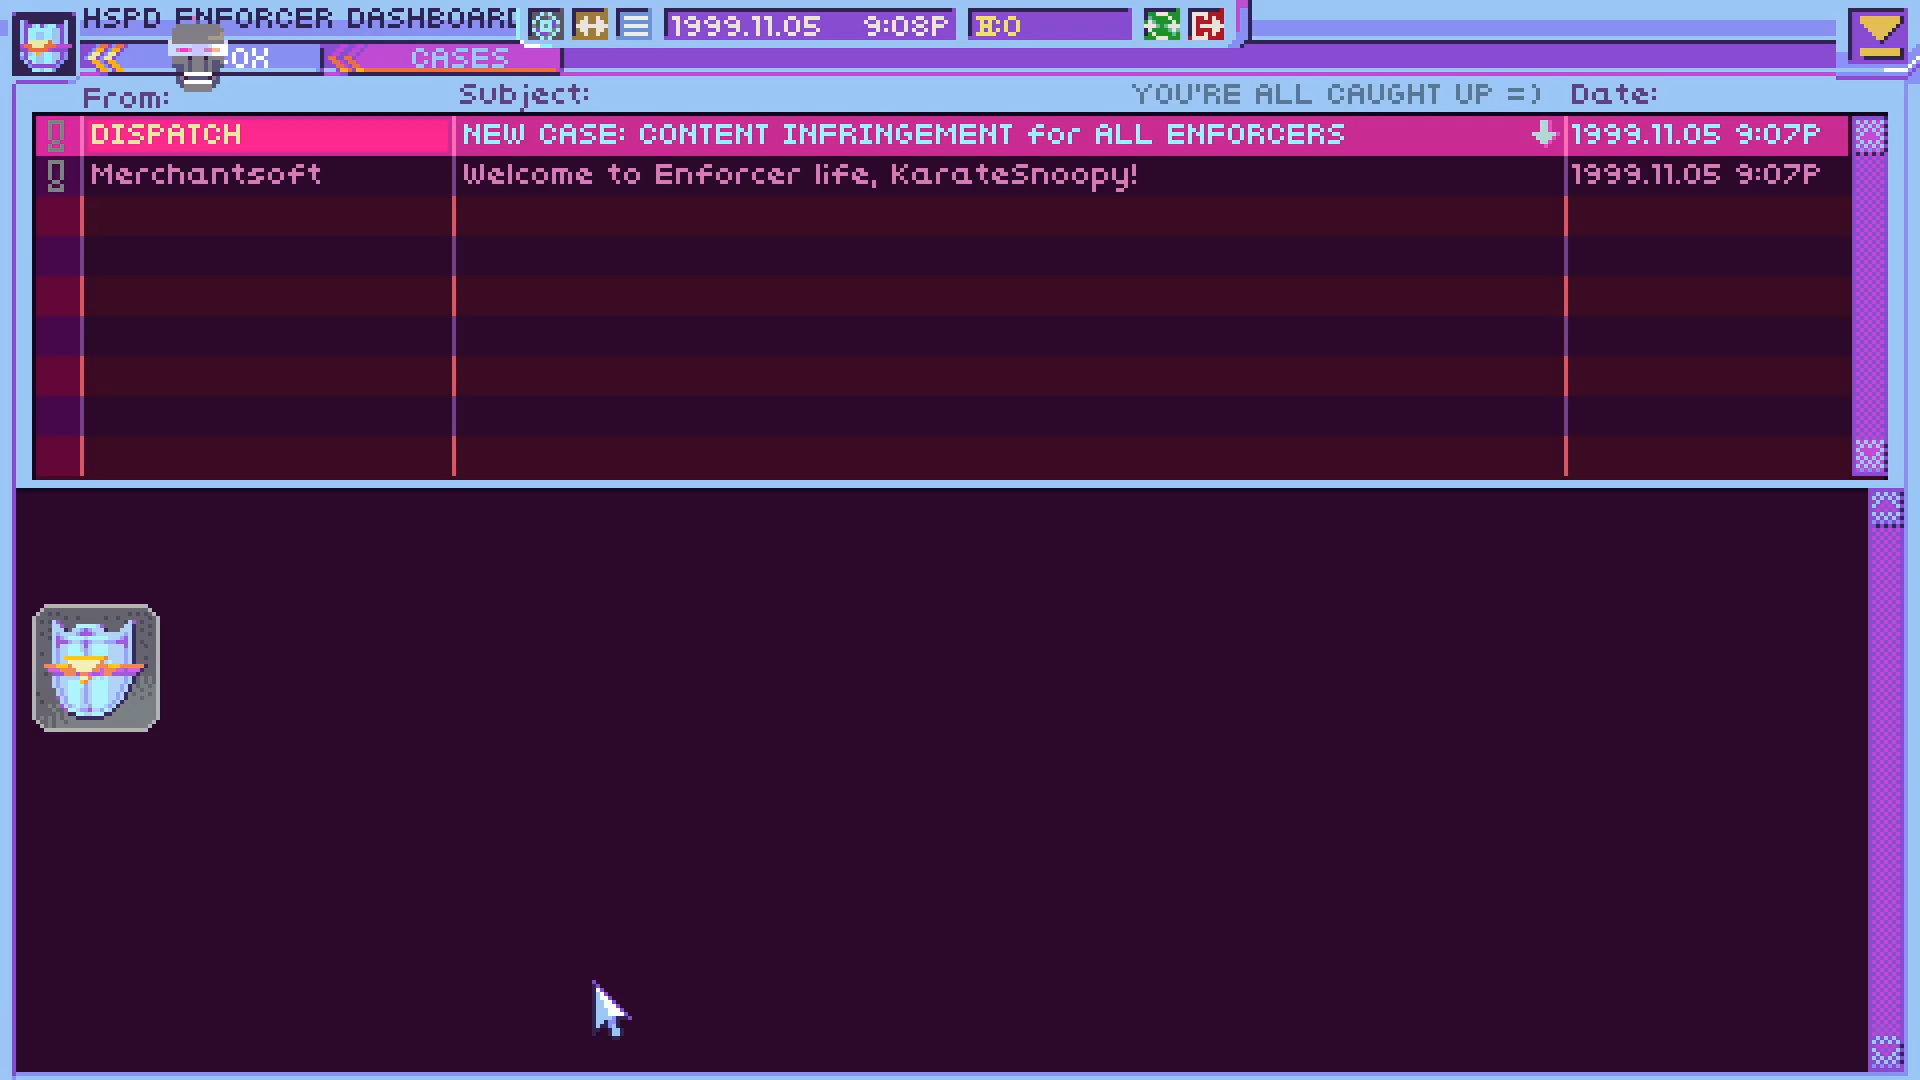 HSPD ENFORCER DASHBOARD
1999.11.05 9:08P
0
OX
CASES
From: Subject: YOU'RE ALL CAUGHT UP =) Date:
DISPATCH NEW CASE: CONTENT INFRINGEMENT for ALL ENFORCERS 1999.11.05 9:07P
Merchantsoft Welcome to Enforcer life, KarateSnoopy! 1999.11.05 9:07P